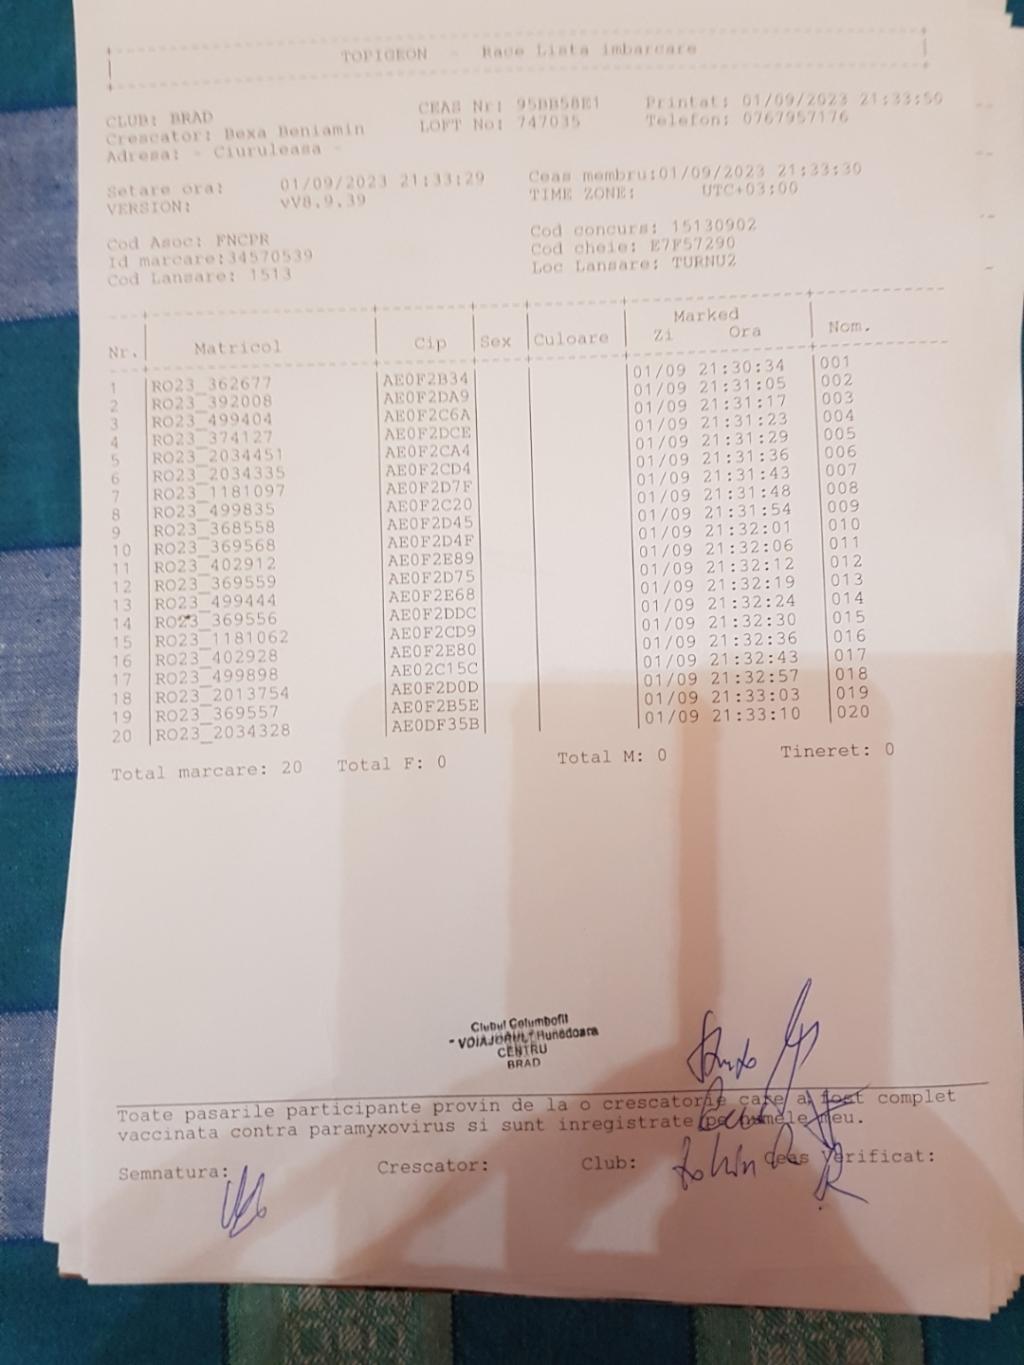 TOPIGEON - Race Lista imbarcare
CLUB: BRAD CEAS Nr: 95BB58E1 Printat: 01/09/2023 21:33:50
Crescator: Bexa Beniamin LOFT No: 747035 Telefon: 0767957176
Adresa: - Ciuruleasa -
Setare ora: 01/09/2023 21:33:29 Ceas membru:01/09/2023 21:33:30
VERSION: vV8.9.39 TIME ZONE: UTC+03:00
Cod Asoc: FNCPR Cod concurs: 15130902
Id marcare:34570539 Cod cheie: E7F57290
Cod Lansare: 1513 Loc Lansare: TURNU2
Marked
Nr. Matricol Cip Sex Culoare Zi Ora Nom.
1 RO23_362677 AE0F2B34 01/09 21:30:34 001
2 RO23_392008 AE0F2DA9 01/09 21:31:05 002
3 RO23_499404 AE0F2C6A 01/09 21:31:17 003
4 RO23_374127 AE0F2DCE 01/09 21:31:23 004
5 RO23_2034451 AE0F2CA4 01/09 21:31:29 005
6 RO23_2034335 AE0F2CD4 01/09 21:31:36 006
7 RO23_1181097 AE0F2D7F 01/09 21:31:43 007
8 RO23_499835 AE0F2C20 01/09 21:31:48 008
9 RO23_368558 AE0F2D45 01/09 21:31:54 009
10 RO23_369568 AE0F2D4F 01/09 21:32:01 010
11 RO23_402912 AE0F2E89 01/09 21:32:06 011
12 RO23_369559 AE0F2D75 01/09 21:32:12 012
13 RO23_499444 AE0F2E68 01/09 21:32:19 013
14 RO23_369556 AE0F2DDC 01/09 21:32:24 014
15 RO23_1181062 AE0F2CD9 01/09 21:32:30 015
16 RO23_402928 AE0F2E80 01/09 21:32:36 016
17 RO23_499898 AE02C15C 01/09 21:32:43 017
18 RO23_2013754 AE0F2D0D 01/09 21:32:57 018
19 RO23_369557 AE0F2B5E 01/09 21:33:03 019
20 RO23_2034328 AE0DF35B 01/09 21:33:10 020
Total marcare: 20 Total F: 0 Total M: 0 Tineret: 0
Clubul Columbofil
"VOIAJORUL" Hunedoara
CENTRU
BRAD
Toate pasarile participante provin de la o crescatorie care a fost complet
vaccinata contra paramyxovirus si sunt inregistrate pe numele meu.
Semnatura: Crescator: Club: Ceas Verificat: